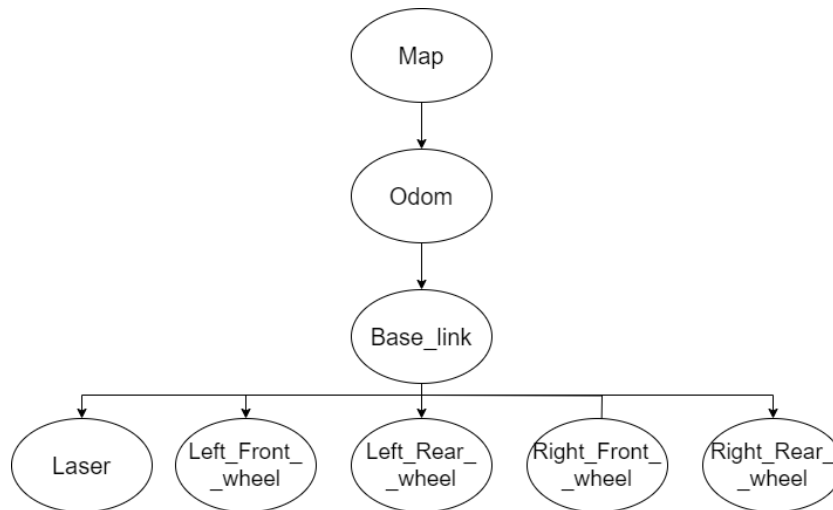 Map
Odom
Base_link
Laser
Left_Front_
_wheel
Left_Rear_
_wheel
Right_Front_
_wheel
Right_Rear_
_wheel